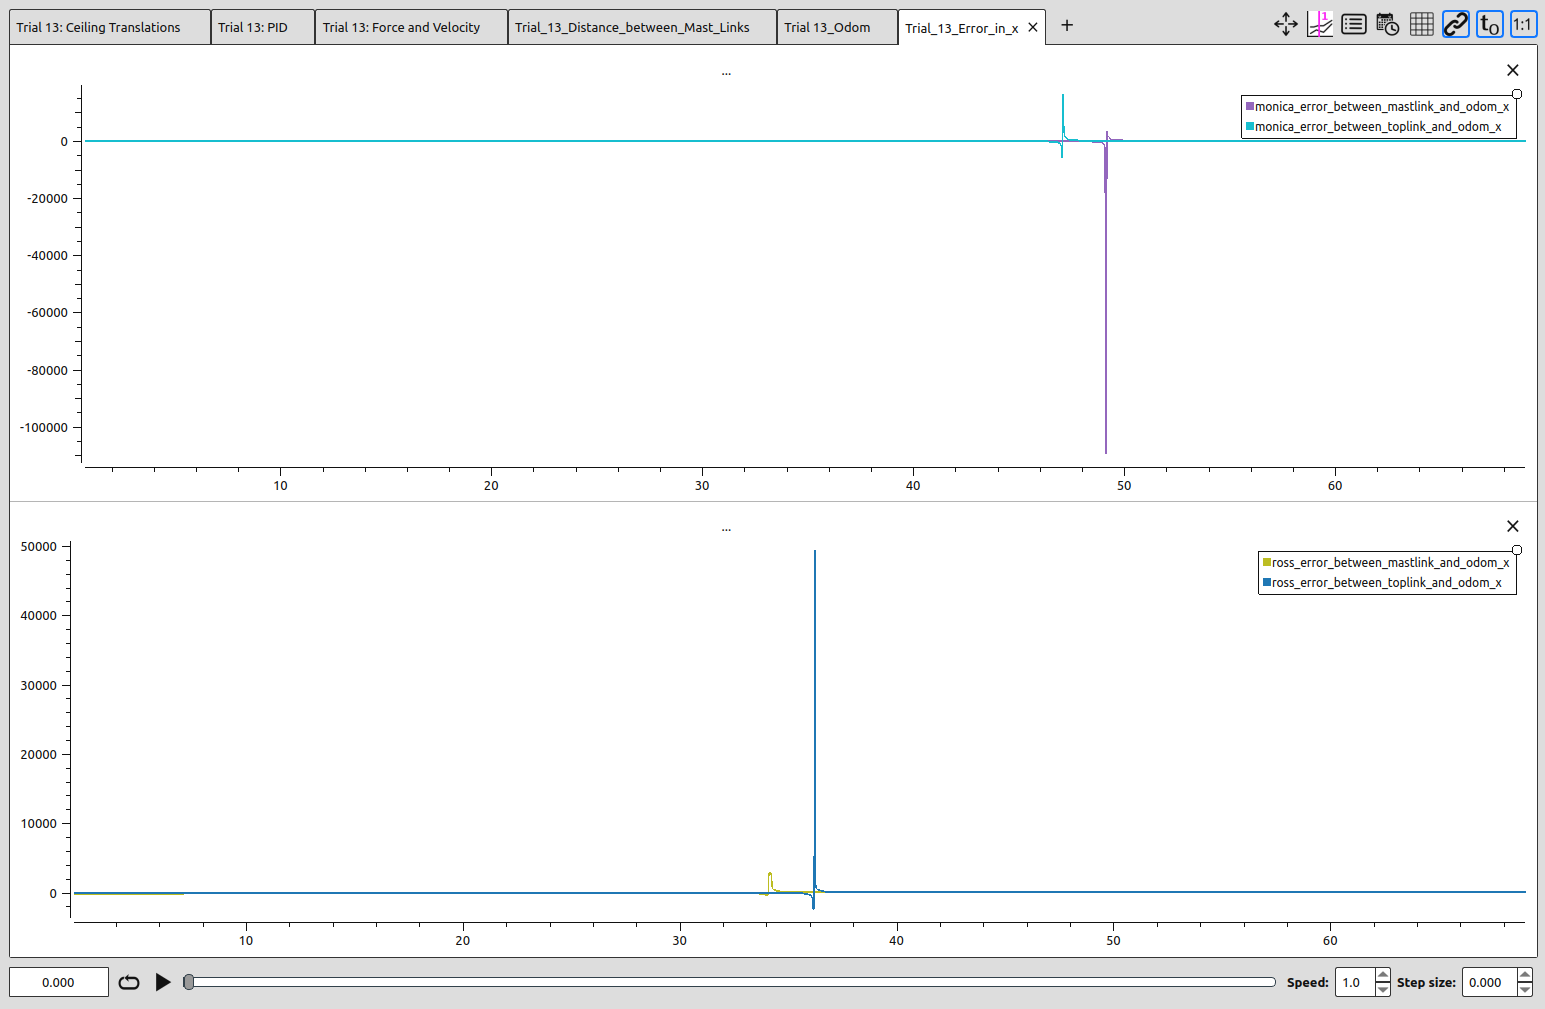 Trial 13: Ceiling Translations
Trial 13: PID
Trial 13: Force and Velocity
Trial_13_Distance_between_Mast_Links
Trial 13_Odom
Trial_13_Error_in_x
+
1
t0
1:1
...
monica_error_between_mastlink_and_odom_x
monica_error_between_toplink_and_odom_x
0
-20000
-40000
-60000
-80000
-100000
10 20 30 40 50 60
...
ross_error_between_mastlink_and_odom_x
ross_error_between_toplink_and_odom_x
50000
40000
30000
20000
10000
0
10 20 30 40 50 60
0.000
Speed: 1.0
Step size: 0.000